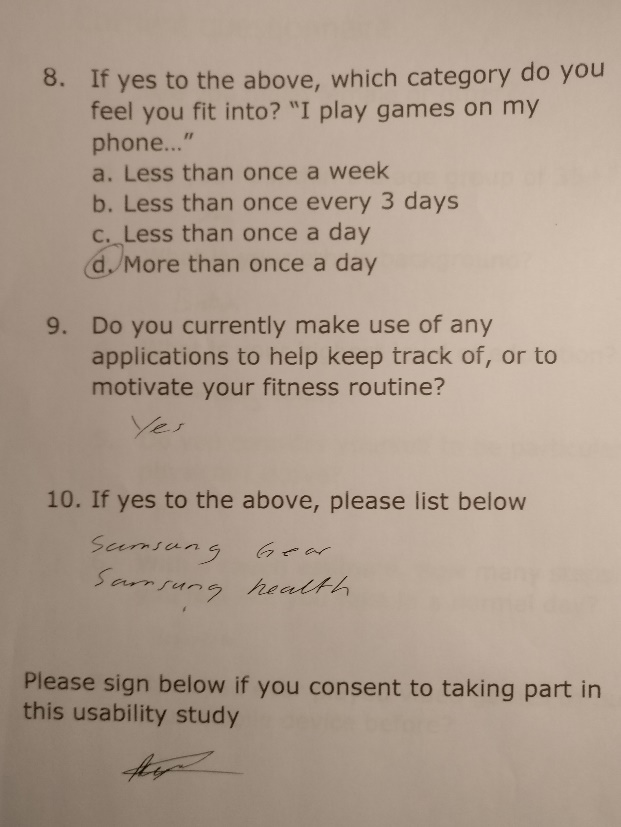 8. If yes to the above, which category do you
feel you fit into? "I play games on my
phone..."
a. Less than once a week
b. Less than once every 3 days
c. Less than once a day
d. More than once a day
9. Do you currently make use of any
applications to help keep track of, or to
motivate your fitness routine?
Yes
10. If yes to the above, please list below
Samsung Gear
Samsung health
Please sign below if you consent to taking part in
this usability study